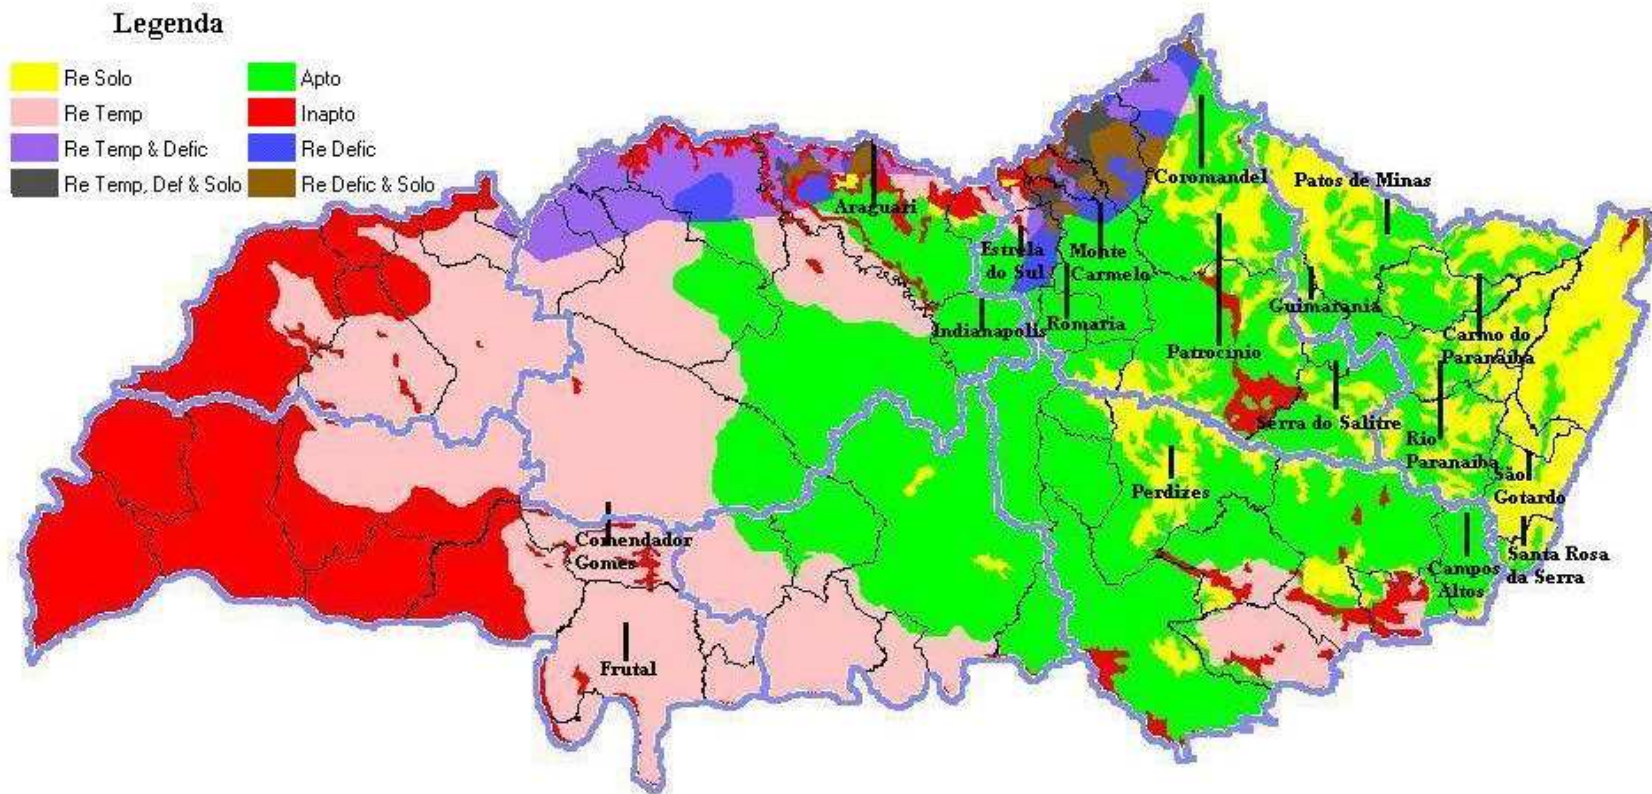 Legenda
Re Solo
Apto
Re Temp
Inapto
Re Temp & Defic
Re Defic
Re Temp, Def & Solo
Re Defic & Solo
Coromandel
Patos de Minas
Araguari
Estrela
do Sul
Monte
Carmelo
Guimarania
Indianapolis
Romaria
Carmo do
Paranaiba
Patrocinio
Serra do Salitre
Rio
Paranaiba
São
Gotardo
Perdizes
Comendador
Gomes
Santa Rosa
da Serra
Campos
Altos
Frutal